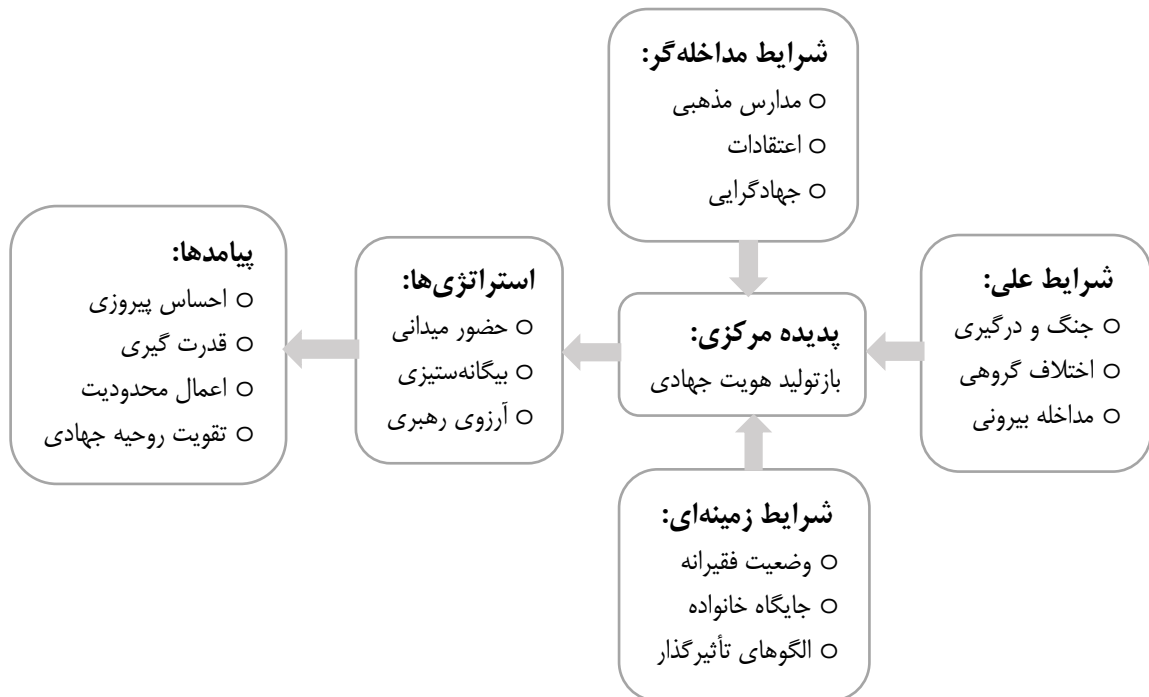 شرایط مداخله‌گر:
○ مدارس مذهبی
○ اعتقادات
○ جهادگرایی
شرایط علی:
○ جنگ و درگیری
○ اختلاف گروهی
○ مداخله بیرونی
پدیده مرکزی:
بازتولید هویت جهادی
استراتژی‌ها:
○ حضور میدانی
○ بیگانه‌ستیزی
○ آرزوی رهبری
پیامدها:
○ احساس پیروزی
○ قدرت گیری
○ اعمال محدودیت
○ تقویت روحیه جهادی
شرایط زمینه‌ای:
○ وضعیت فقیرانه
○ جایگاه خانواده
○ الگوهای تأثیرگذار